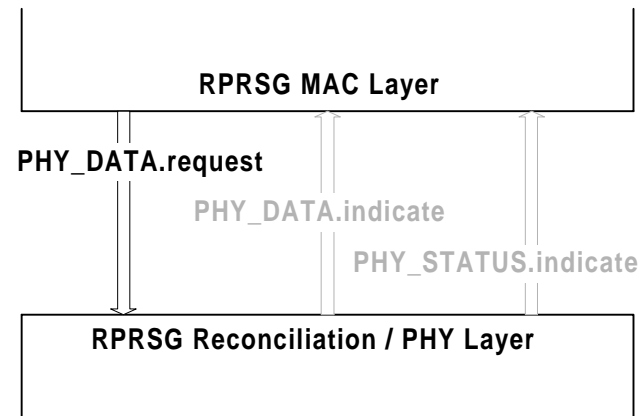 RPRSG MAC Layer
PHY_DATA.request
PHY_DATA.indicate
PHY_STATUS.indicate
RPRSG Reconciliation / PHY Layer